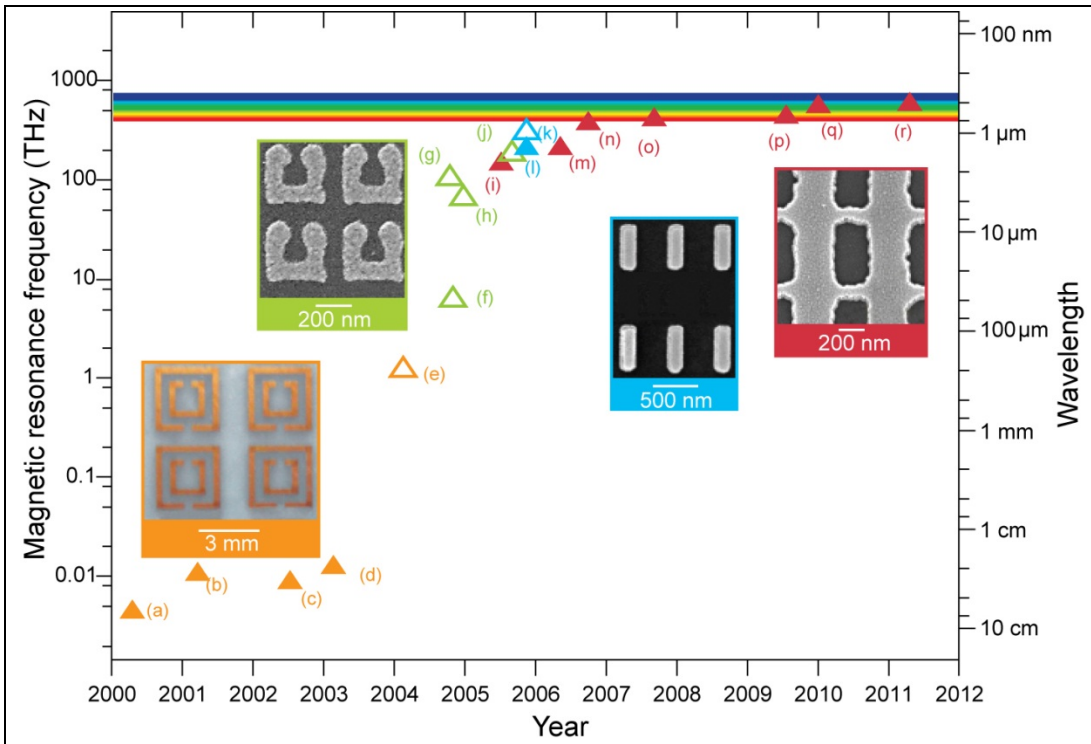 Magnetic resonance frequency (THz)
1000
100
10
1
0.1
0.01
100 nm
1 µm
10 µm
100 µm
1 mm
1 cm
10 cm
Wavelength
(a)
(b)
(c)
(d)
(e)
(f)
(g)
(h)
(i)
(j)
(k)
(l)
(m)
(n)
(o)
(p)
(q)
(r)
200 nm
3 mm
500 nm
200 nm
2000 2001 2002 2003 2004 2005 2006 2007 2008 2009 2010 2011 2012
Year